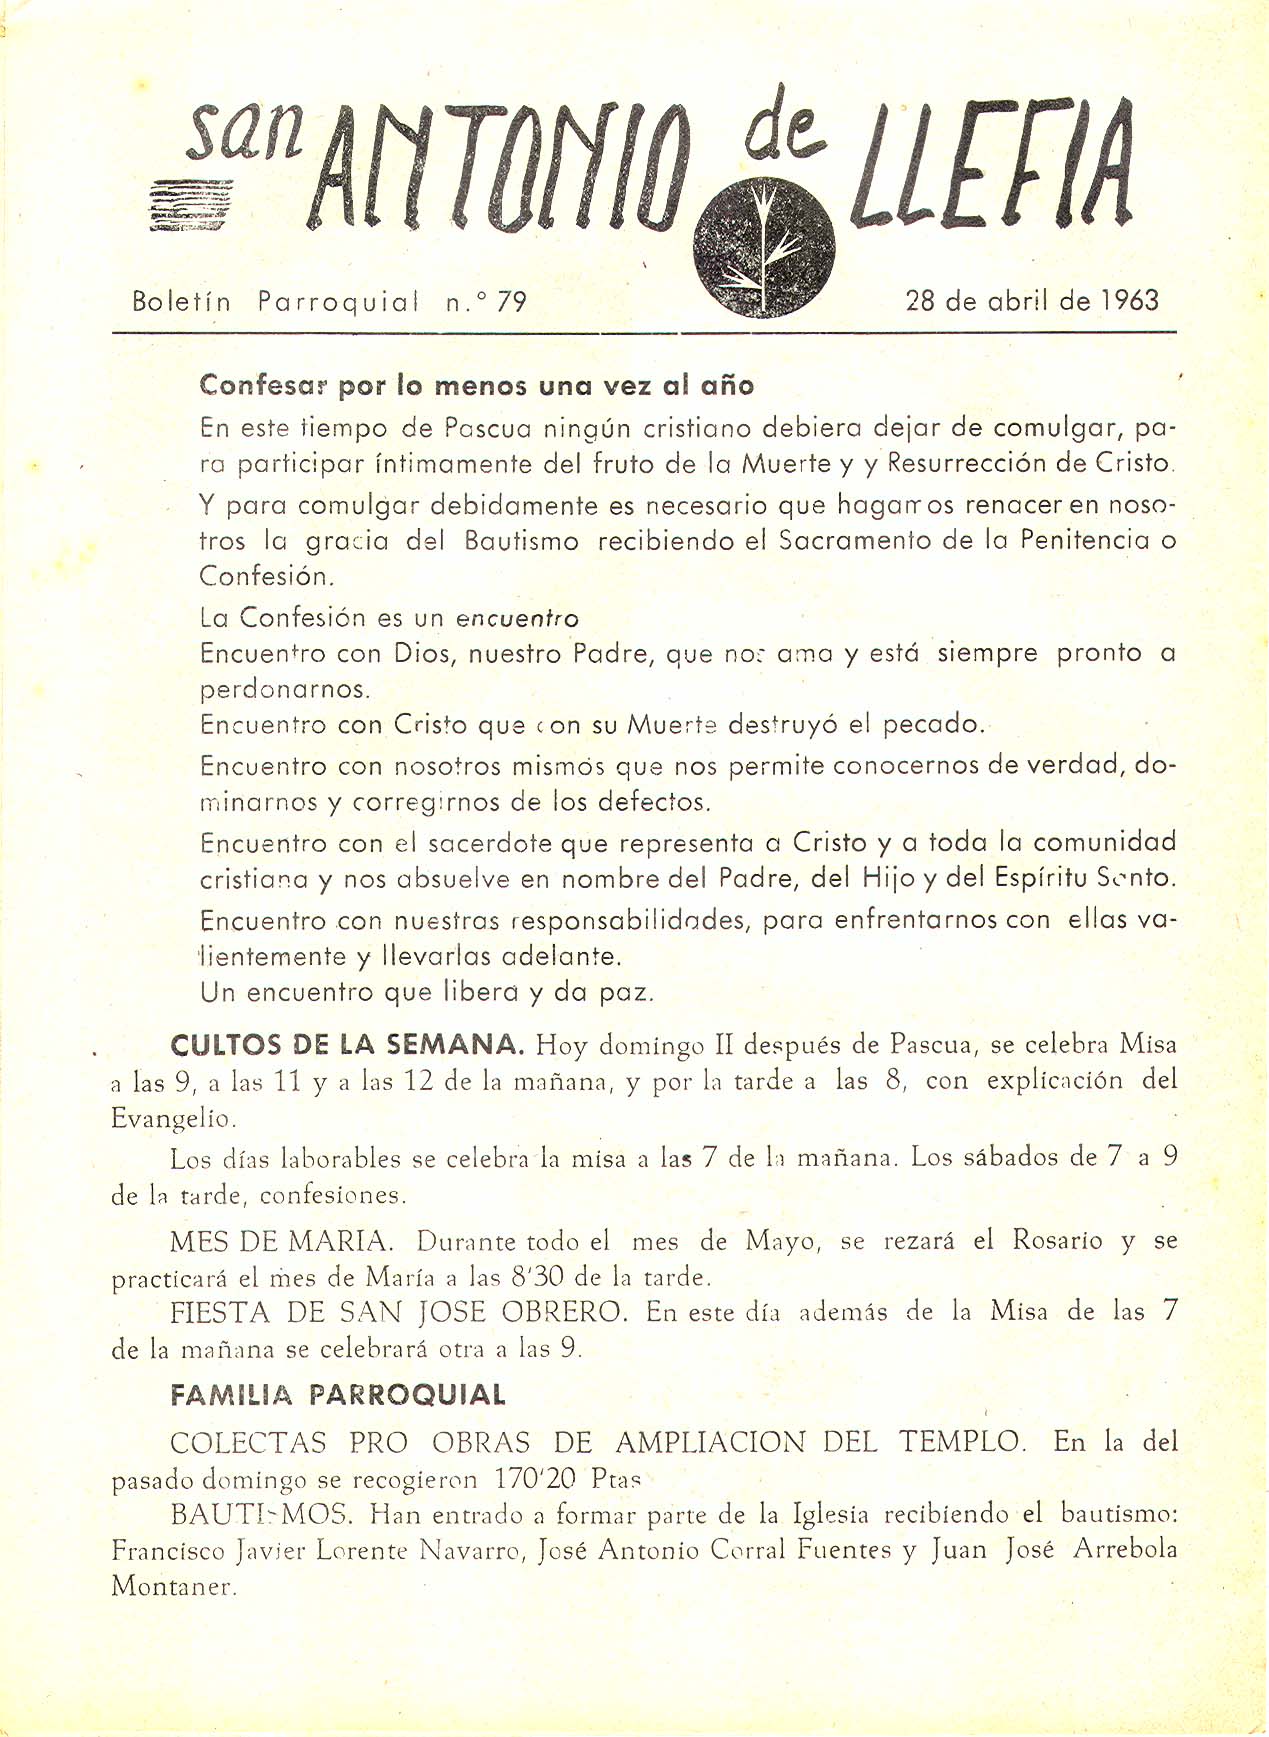 san ANTONIO de LLEFIA
Boletín Parroquial n.° 79
28 de abril de 1963
Confesar por lo menos una vez al año
En este tiempo de Pascua ningún cristiano debiera dejar de comulgar, pa-
ra participar íntimamente del fruto de la Muerte y y Resurrección de Cristo.
Y para comulgar debidamente es necesario que hagamos renacer en noso-
tros la gracia del Bautismo recibiendo el Sacramento de la Penitencia o
Confesión.
La Confesión es un encuentro
Encuentro con Dios, nuestro Padre, que nos ama y está siempre pronto a
perdonarnos.
Encuentro con Cristo que con su Muerte destruyó el pecado.
Encuentro con nosotros mismos que nos permite conocernos de verdad, do-
minarnos y corregirnos de los defectos.
Encuentro con el sacerdote que representa a Cristo y a toda la comunidad
cristiana y nos absuelve en nombre del Padre, del Hijo y del Espíritu Santo.
Encuentro con nuestras responsabilidades, para enfrentarnos con ellas va-
lientemente y llevarlas adelante.
Un encuentro que libera y da paz.
CULTOS DE LA SEMANA. Hoy domingo II después de Pascua, se celebra Misa
a las 9, a las 11 y a las 12 de la mañana, y por la tarde a las 8, con explicación del
Evangelio.
Los días laborables se celebra la misa a las 7 de la mañana. Los sábados de 7 a 9
de la tarde, confesiones.
MES DE MARIA. Durante todo el mes de Mayo, se rezará el Rosario y se
practicará el mes de María a las 8'30 de la tarde.
FIESTA DE SAN JOSE OBRERO. En este día además de la Misa de las 7
de la mañana se celebrará otra a las 9.
FAMILIA PARROQUIAL
COLECTAS PRO OBRAS DE AMPLIACION DEL TEMPLO. En la del
pasado domingo se recogieron 170'20 Ptas
BAUTISMOS. Han entrado a formar parte de la Iglesia recibiendo el bautismo:
Francisco Javier Lorente Navarro, José Antonio Corral Fuentes y Juan José Arrebola
Montaner.